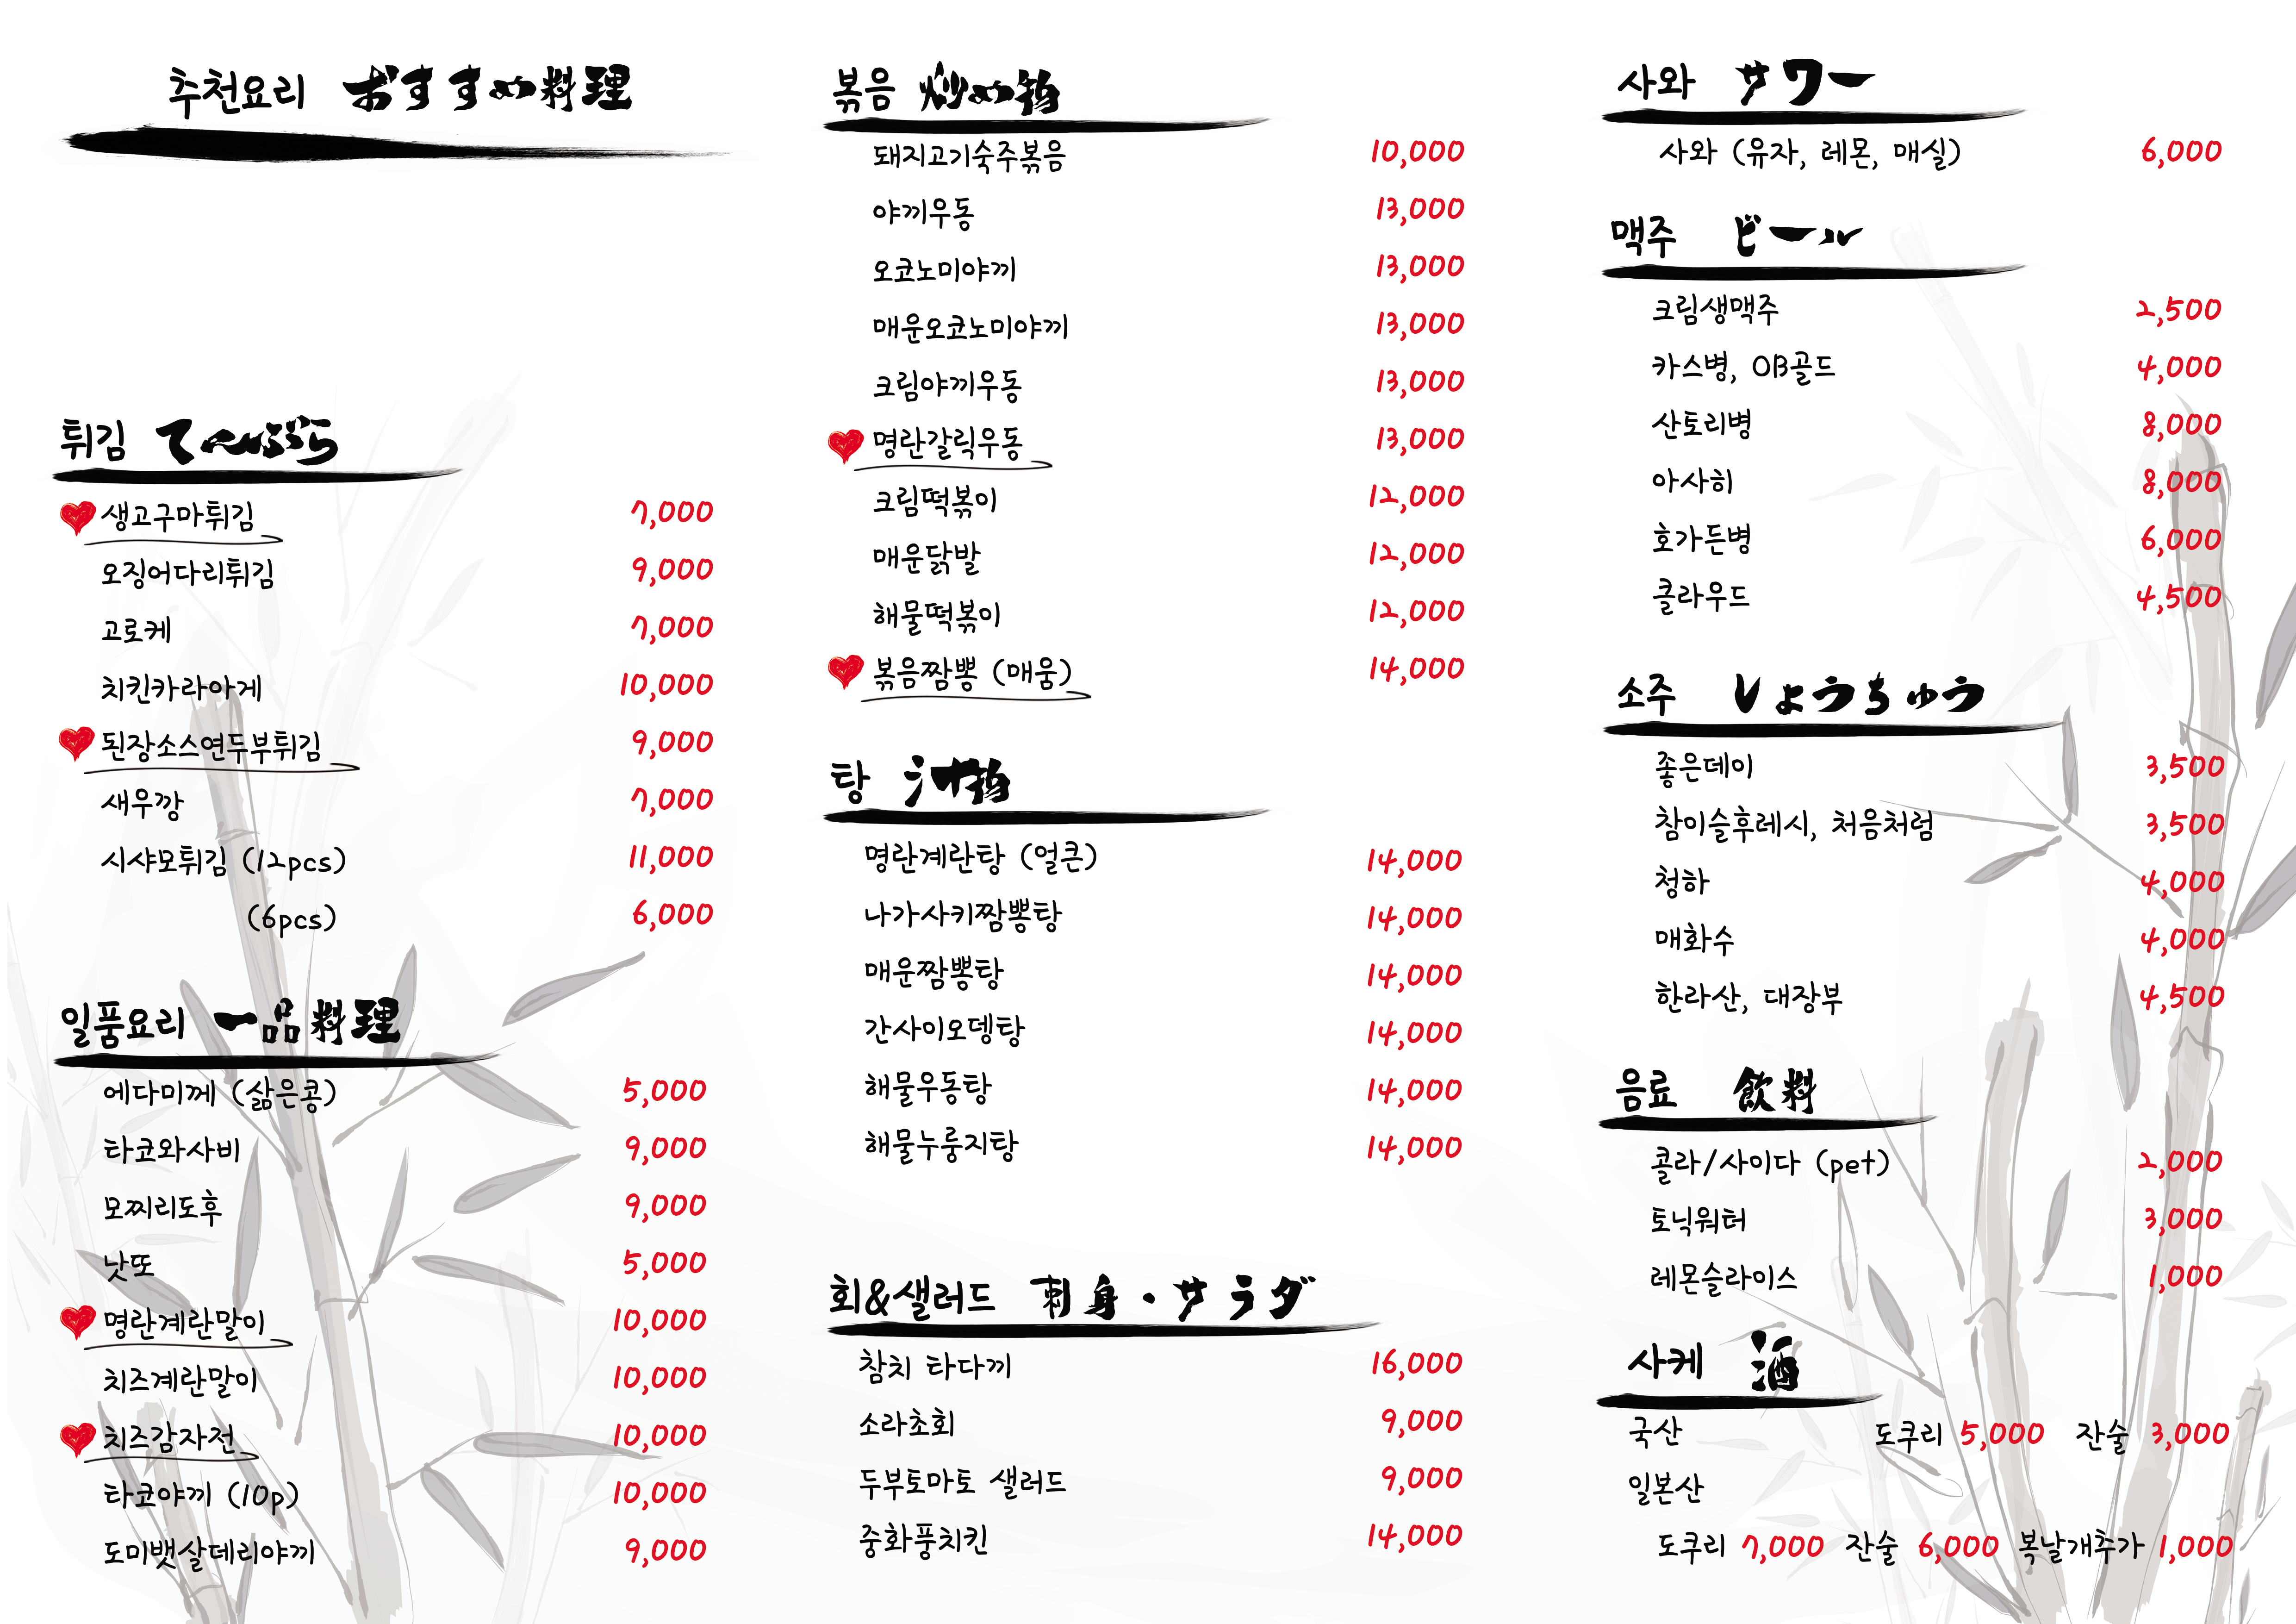 추천요리 おすすめ料理
튀김 てんぷら
생고구마튀김 7,000
오징어다리튀김 9,000
고로케 7,000
치킨카라아게 10,000
된장소스연두부튀김 9,000
새우깡 7,000
시샤모튀김 (12pcs) 11,000
(6pcs) 6,000
일품요리 一品料理
에다미께 (삶은콩) 5,000
타코와사비 9,000
모찌리도후 9,000
낫또 5,000
명란계란말이 10,000
치즈계란말이 10,000
치즈감자전 10,000
타코야끼 (10p) 10,000
도미뱃살데리야끼 9,000
볶음 炒め物
돼지고기숙주볶음 10,000
야끼우동 13,000
오코노미야끼 13,000
매운오코노미야끼 13,000
크림야끼우동 13,000
명란갈릭우동 13,000
크림떡볶이 12,000
매운닭발 12,000
해물떡볶이 12,000
볶음짬뽕 (매움) 14,000
탕 汁物
명란계란탕 (얼큰) 14,000
나가사키짬뽕탕 14,000
매운짬뽕탕 14,000
간사이오뎅탕 14,000
해물우동탕 14,000
해물누룽지탕 14,000
회&샐러드 刺身・サラダ
참치 타다끼 16,000
소라초회 9,000
두부토마토 샐러드 9,000
중화풍치킨 14,000
사와 サワー
사와 (유자, 레몬, 매실) 6,000
맥주 ビール
크림생맥주 2,500
카스병, OB골드 4,000
산토리병 8,000
아사히 8,000
호가든병 6,000
클라우드 4,500
소주 しょうちゅう
좋은데이 3,500
참이슬후레시, 처음처럼 3,500
청하 4,000
매화수 4,000
한라산, 대장부 4,500
음료 飲料
콜라/사이다 (pet) 2,000
토닉워터 3,000
레몬슬라이스 1,000
사케 酒
국산 도쿠리 5,000 잔술 3,000
일본산
도쿠리 7,000 잔술 6,000 복날개추가 1,000